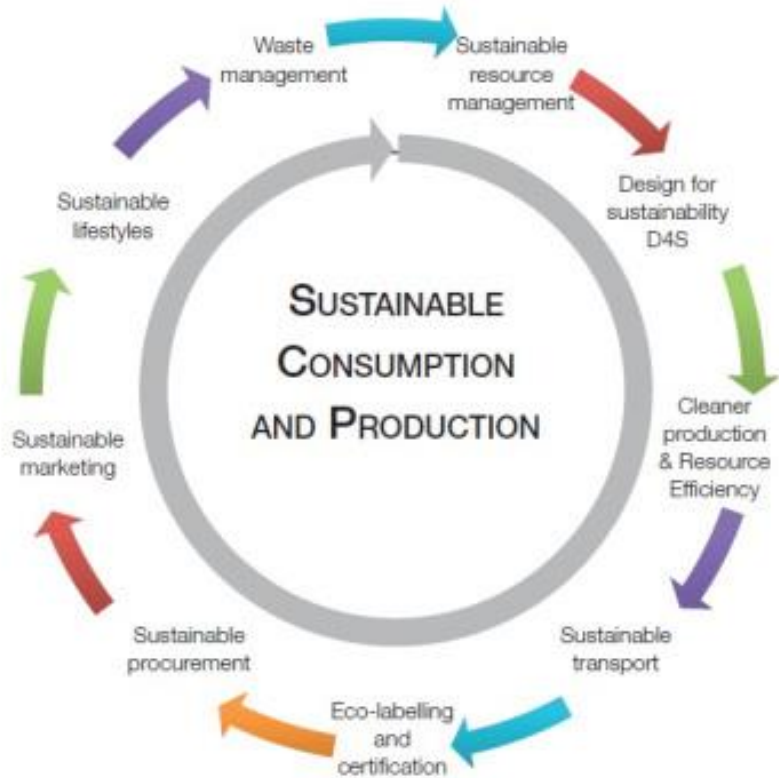 Waste
management
Sustainable
resource
management
Design for
sustainability
D4S
Cleaner
production
& Resource
Efficiency
Sustainable
transport
Eco-labelling
and
certification
Sustainable
procurement
Sustainable
marketing
Sustainable
lifestyles
SUSTAINABLE
CONSUMPTION
AND PRODUCTION